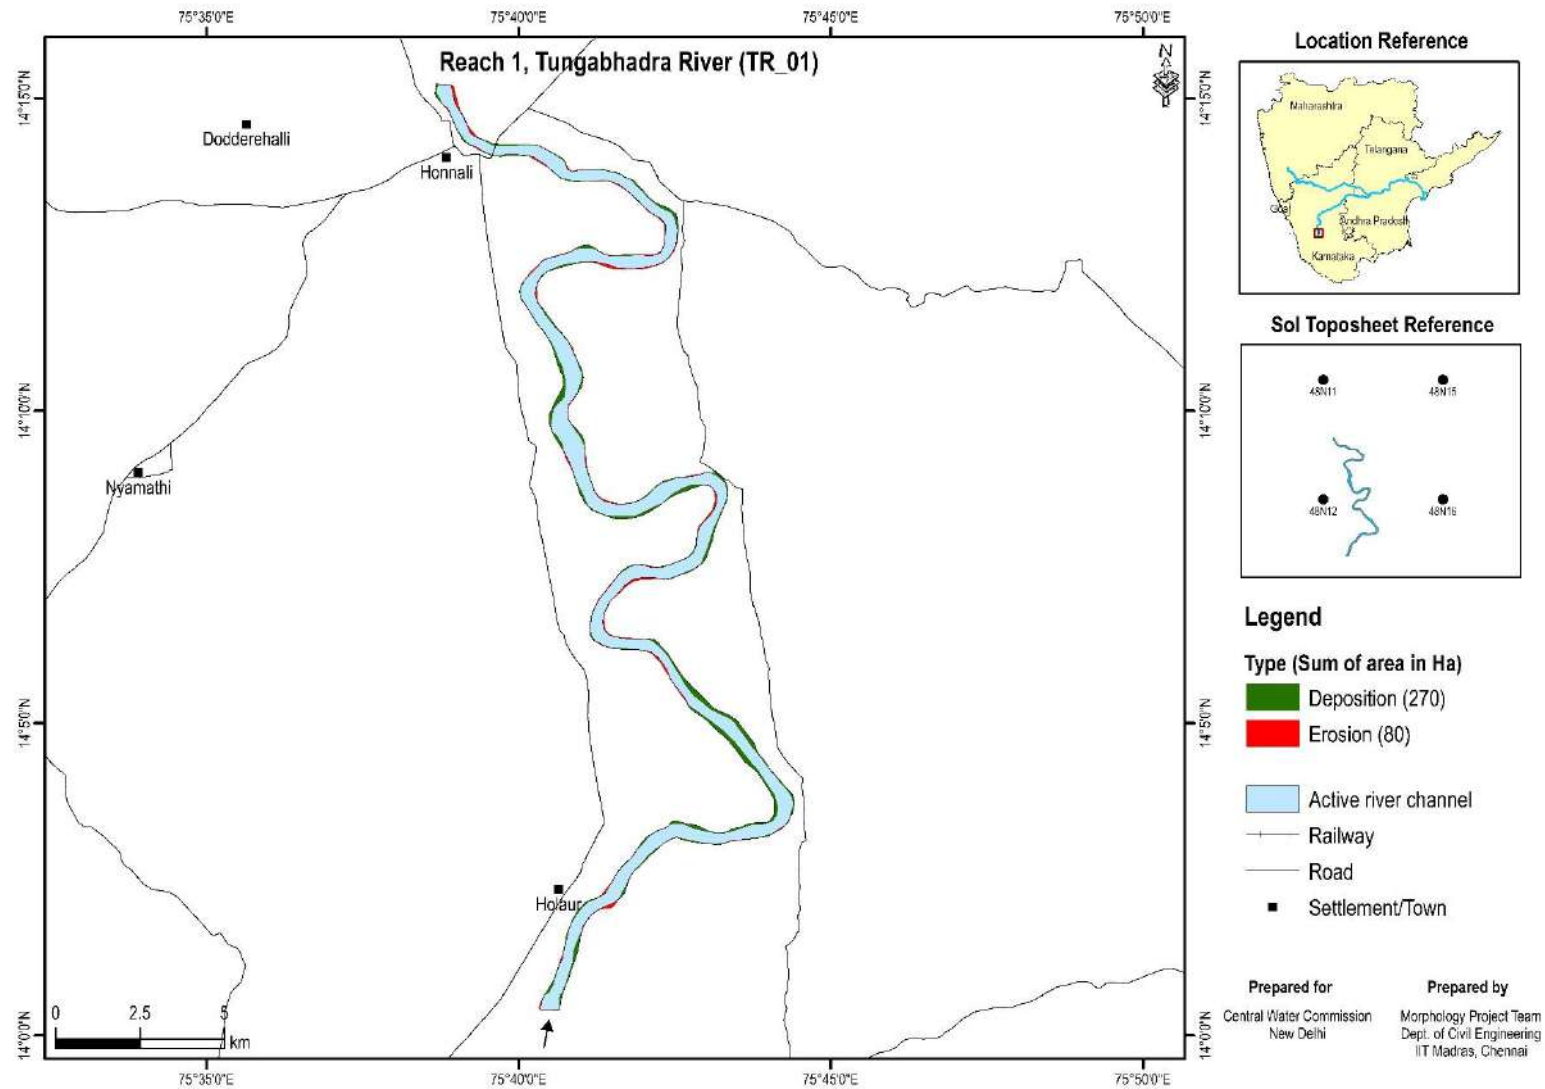 75°35'0"E
75°40'0"E
75°45'0"E
75°50'0"E
Reach 1, Tungabhadra River (TR_01)
N
14°15'0"N
14°15'0"N
Dodderehalli
Honnali
14°10'0"N
14°10'0"N
Nyamathi
14°5'0"N
14°5'0"N
Holaur
14°0'0"N
14°0'0"N
0
2.5
5
km
75°35'0"E
75°40'0"E
75°45'0"E
75°50'0"E
Location Reference
Maharashtra
Telangana
Goa
Andhra Pradesh
Karnataka
SoI Toposheet Reference
48N11
48N15
48N12
48N16
Legend
Type (Sum of area in Ha)
Deposition (270)
Erosion (80)
Active river channel
Railway
Road
Settlement/Town
Prepared for
Central Water Commission
New Delhi
Prepared by
Morphology Project Team
Dept. of Civil Engineering
IIT Madras, Chennai